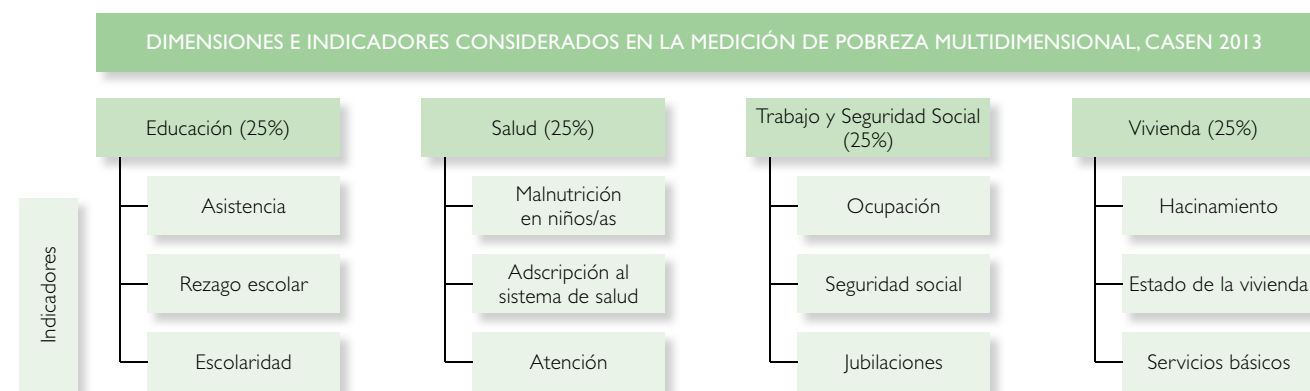 DIMENSIONES E INDICADORES CONSIDERADOS EN LA MEDICIÓN DE POBREZA MULTIDIMENSIONAL, CASEN 2013
Educación (25%)
Salud (25%)
Trabajo y Seguridad Social
(25%)
Vivienda (25%)
Indicadores
Asistencia
Malnutrición
en niños/as
Ocupación
Hacinamiento
Rezago escolar
Adscripción al
sistema de salud
Seguridad social
Estado de la vivienda
Escolaridad
Atención
Jubilaciones
Servicios básicos